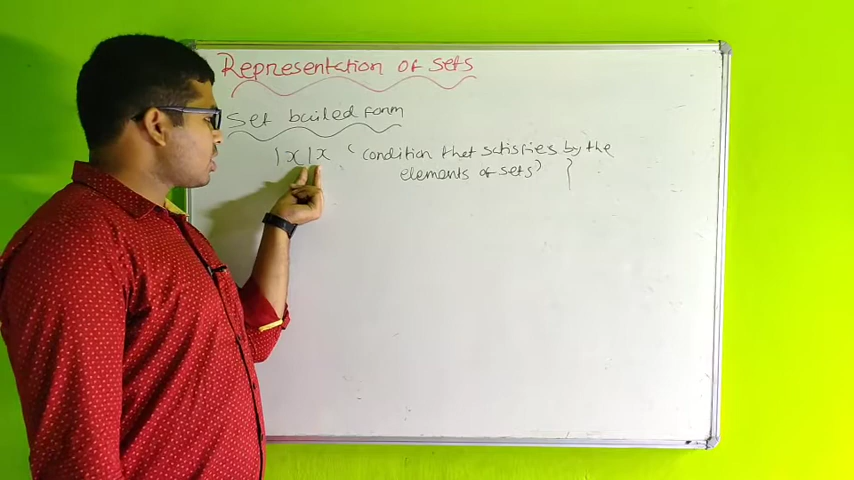 Representation of sets
Set builed form
{x|x (condition that satisfies by the
elements of sets) }